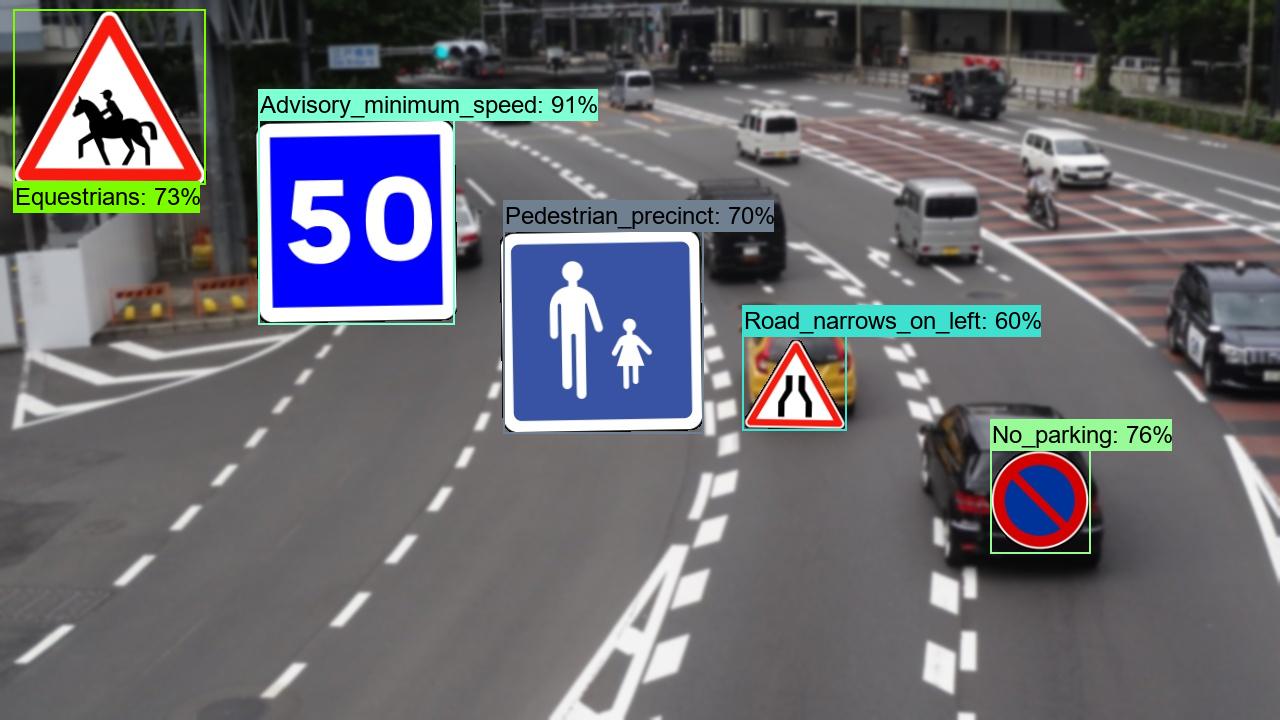 Equestrians: 73%
Advisory_minimum_speed: 91%
50
Pedestrian_precinct: 70%
Road_narrows_on_left: 60%
No_parking: 76%